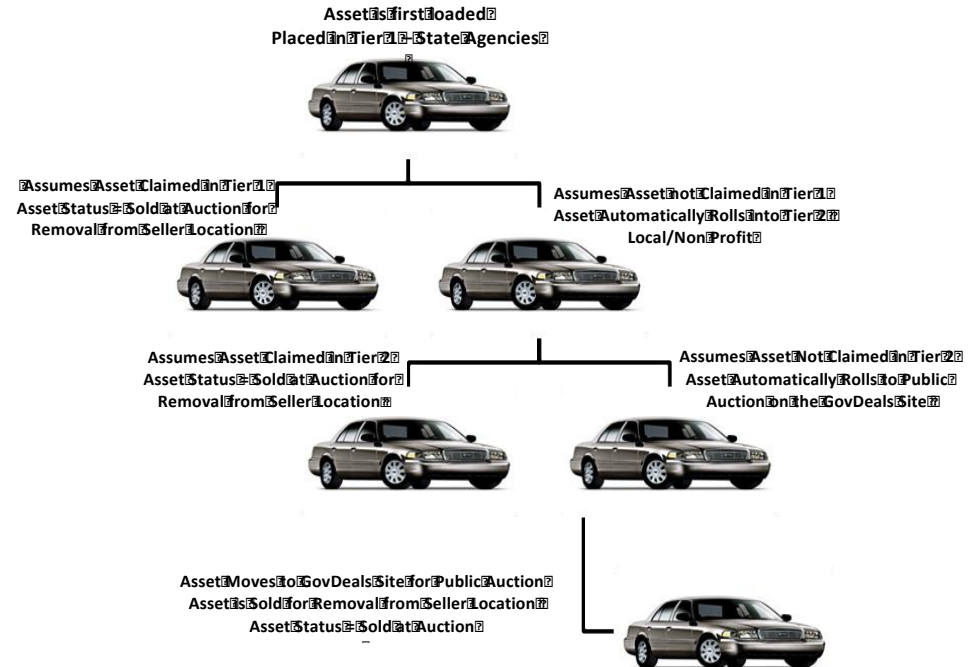 Asset is first loaded
Placed in Tier 1 – State Agencies
Assumes Asset Claimed in Tier 1
Asset Status = Sold at Auction for
Removal from Seller Location
Assumes Asset not Claimed in Tier 1
Asset Automatically Rolls into Tier 2
Local/Non Profit
Assumes Asset Claimed in Tier 2
Asset Status = Sold at Auction for
Removal from Seller Location
Assumes Asset Not Claimed in Tier 2
Asset Automatically Rolls to Public
Auction on the GovDeals Site
Asset Moves to GovDeals Site for Public Auction
Asset is Sold for Removal from Seller Location
Asset Status = Sold at Auction